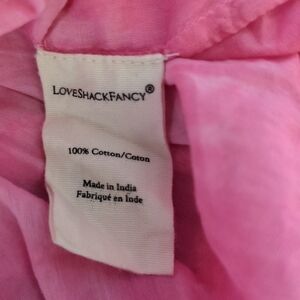 LoveShackFancy®
100% Cotton/Coton
Made in India
Fabriqué en Inde